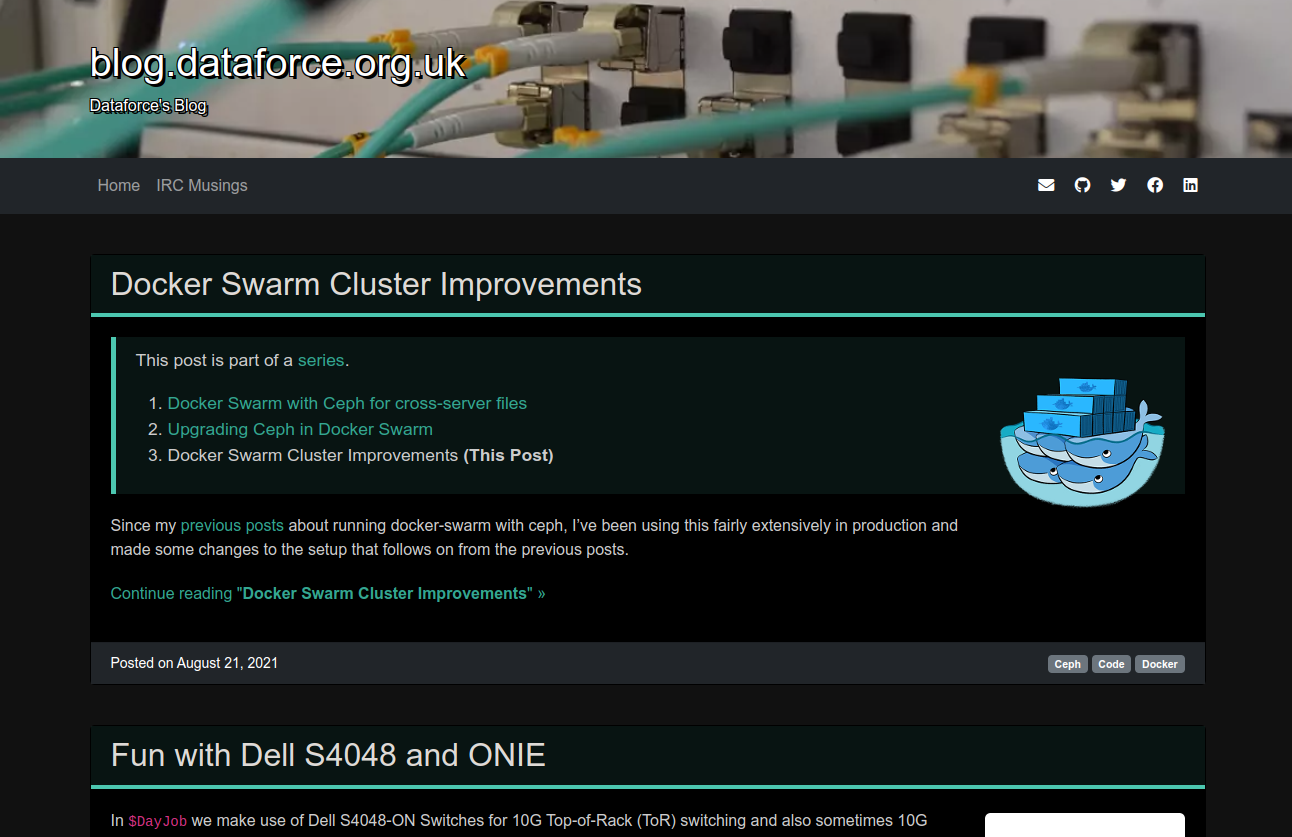 blog.dataforce.org.uk
Dataforce's Blog
Home IRC Musings
Docker Swarm Cluster Improvements
This post is part of a series.
1. Docker Swarm with Ceph for cross-server files
2. Upgrading Ceph in Docker Swarm
3. Docker Swarm Cluster Improvements (This Post)
Since my previous posts about running docker-swarm with ceph, I’ve been using this fairly extensively in production and
made some changes to the setup that follows on from the previous posts.
Continue reading "Docker Swarm Cluster Improvements" »
Posted on August 21, 2021 Ceph Code Docker
Fun with Dell S4048 and ONIE
In $DayJob we make use of Dell S4048-ON Switches for 10G Top-of-Rack (ToR) switching and also sometimes 10G